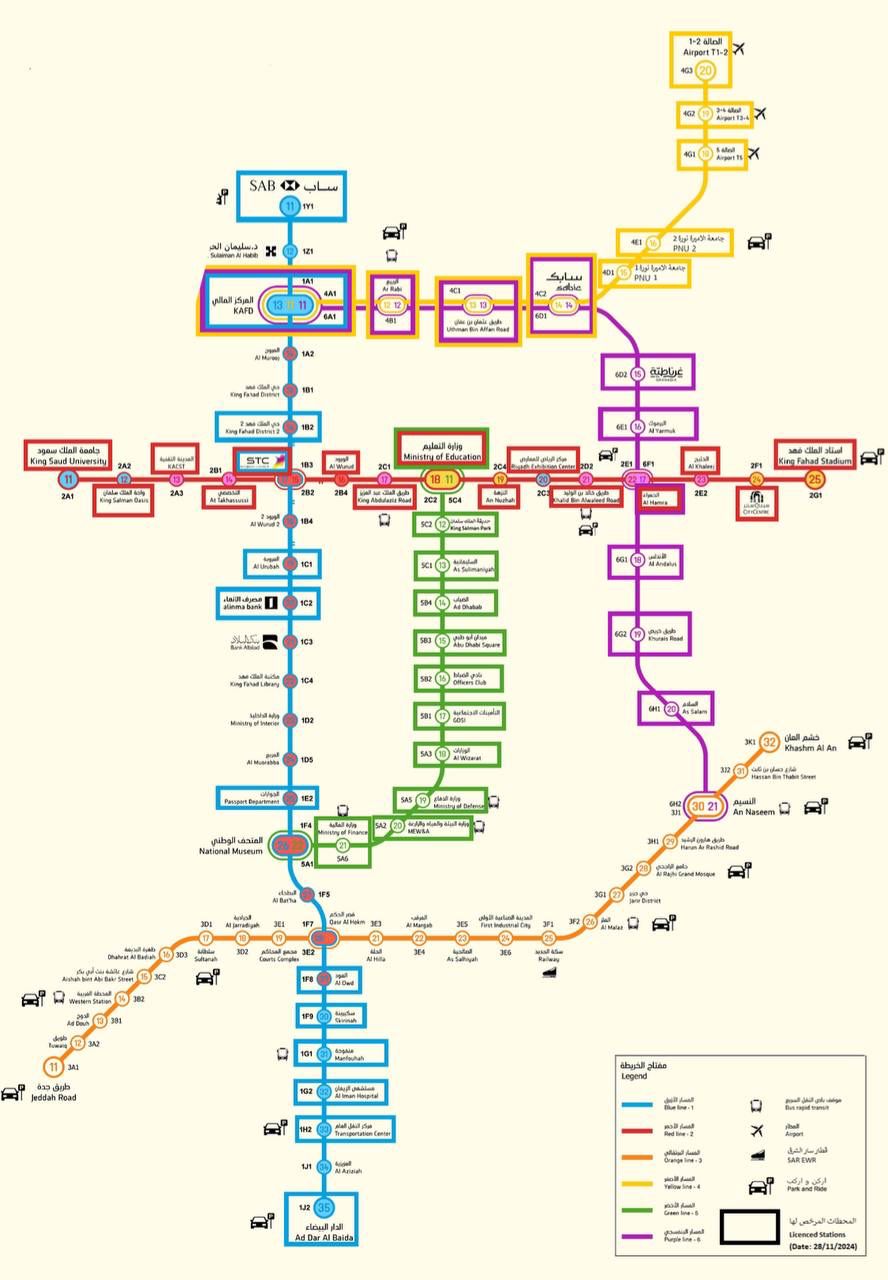 الصالة 2-1
Airport T1-2
4G3
20
4G2
19
الصالة 4-3
Airport T3-4
4G1
18
الصالة 5
Airport T5
4E1
16
PNU 2
4D1
15
PNU 1
SAB
ساب
11
1Y1
12
1Z1
د.سليمان الحبـ
Sulaiman Al Habib
1A1
المركز المالي
KAFD
13
11
4A1
6A1
الربيع
Ar Rabi
12 12
4B1
4C1
13
طريق عثمان بن عفان
Uthman Bin Affan Road
سابك
sabic
4C2
14 14
6D1
المروج
Al Murooj
1A2
حي الملك فهد
King Fahad District
1B1
حي الملك فهد 2
King Fahad District 2
1B2
6D2
15
غرناطة
6E1
16
اليرموك
Al Yarmuk
جامعة الملك سعود
King Saud University
11
2A1
2A2
12
واحة الملك سلمان
King Salman Oasis
المدينة التقنية
KACST
13
2A3
2B1
14
التخصصي
At Takhassussi
STC
1B3
2B2
الورود
Al Wurud
16
2B4
2C1
17
طريق الملك عبد العزيز
King Abdulaziz Road
وزارة التعليم
Ministry of Education
18 11
2C2
5C4
2C4
19
النزهة
An Nuzhah
مركز الرياض للمعارض
Riyadh Exhibition Center
20
2C3
2D2
21
طريق خالد بن الوليد
Khalid Bin Alwaleed Road
2E1
6F1
22 17
الحمراء
Al Hamra
الخليج
Al Khaleej
23
2E2
2F1
24
CITYCENTRE
استاد الملك فهد
King Fahad Stadium
25
2G1
الورود 2
Al Wurud 2
1B4
العروبة
Al Urubah
1C1
مصرف الإنماء
alinma bank
1C2
بنك البلاد
Bank Albilad
1C3
مكتبة الملك فهد
King Fahad Library
1C4
وزارة الداخلية
Ministry of Interior
1D2
المربع
Al Musrabba
1D5
الجوازات
Passport Department
1E2
المتحف الوطني
National Museum
1F4
5A1
5C2
12
حديقة الملك سلمان
King Salman Park
5C1
13
السليمانية
As Sulimaniyah
5B4
14
الضباب
Ad Dhabab
5B3
15
ميدان أبو ظبي
Abu Dhabi Square
5B2
16
نادي الضباط
Officers Club
5B1
17
التأمينات الاجتماعية
GOSI
5A3
18
الوزارات
Al Wizarat
5A5
19
وزارة الدفاع
Ministry of Defense
5A2
20
وزارة البيئة والمياه والزراعة
MEW&A
وزارة المالية
Ministry of Finance
21
5A6
6G1
18
الأندلس
Al Andalus
6G2
19
طريق خريص
Khurais Road
6H1
20
السلام
As Salam
3K1
32
خشم العان
Khashm Al An
3J2
31
شارع حسان بن ثابت
Hassan Bin Thabit Street
6H2
3J1
30 21
النسيم
An Naseem
3H1
29
طريق هارون الرشيد
Harun Ar Rashid Road
3G2
28
جامع الراجحي
Al Rajhi Grand Mosque
3G1
27
حي جرير
Jarir District
3F2
26
الملز
Al Malaz
البطحاء
Al Bat'ha
1F5
1F7
قصر الحكم
Qasr Al Hokm
3E2
3E3
21
الحلة
Al Hilla
المرقب
Al Margab
22
3E4
3E5
23
الصالحية
As Salhiyah
المدينة الصناعية الأولى
First Industrial City
24
3E6
3F1
25
سكة الحديد
Railway
3E1
19
مجمع المحاكم
Courts Complex
الجرادية
Al Jarradiyah
18
3D2
3D1
17
سلطانة
Sultanah
ظهرة البديعة
Dhahrat Al Badiah
16
3D3
شارع عائشة بنت أبي بكر
Aishah bint Abi Bakr Street
15
3C2
المحطة الغربية
Western Station
14
3B2
الدوح
Ad Douh
13
3B1
طويق
Tuwaiq
12
3A2
11
3A1
طريق جدة
Jeddah Road
1F8
العود
Al Owd
1F9
سكيرينة
Skirinah
1G1
31
منفوحة
Manfouhah
1G2
مستشفى الإيمان
Al Iman Hospital
1H2
33
مركز النقل العام
Transportation Center
1J1
34
العزيزية
Al Aziziah
1J2
35
الدار البيضاء
Ad Dar Al Baida
مفتاح الخريطة
Legend
المسار الأزرق
Blue line - 1
المسار الأحمر
Red line - 2
المسار البرتقالي
Orange line - 3
المسار الأصفر
Yellow line - 4
المسار الأخضر
Green line - 5
المسار البنفسجي
Purple line - 6
موقف باص النقل السريع
Bus rapid transit
المطار
Airport
قطار سار الشرق
SAR EWR
اركن و اركب
Park and Ride
المحطات المرخص لها
Licenced Stations
(Date: 28/11/2024)